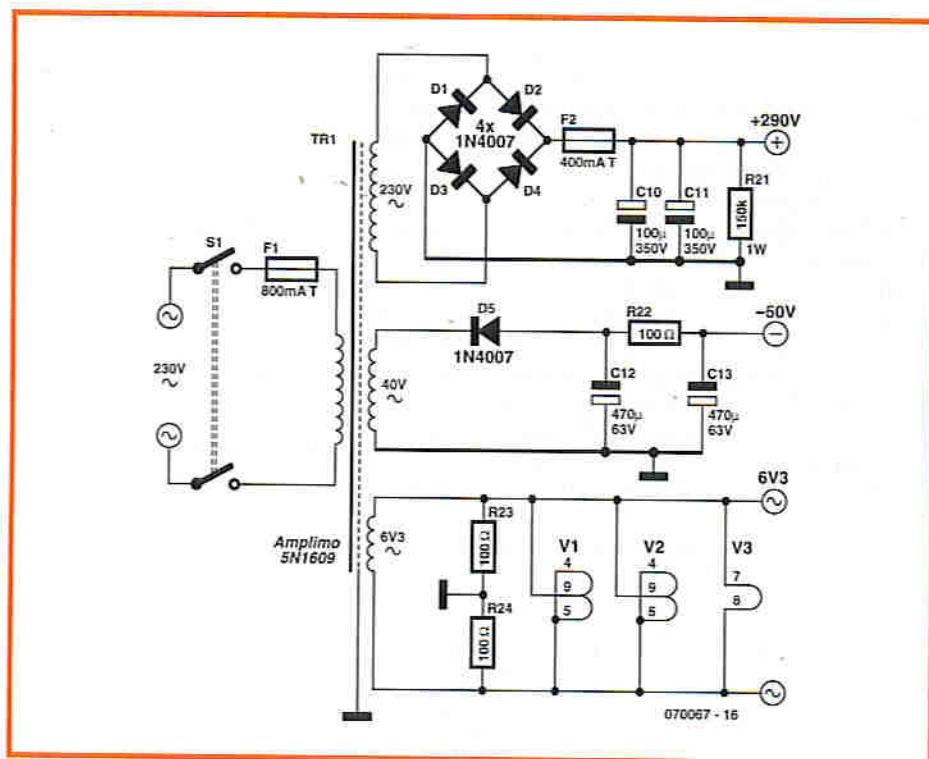 D1
D2
4x
1N4007
D3
D4
F2
400mA T
+290V
+
TR1
230V
~
C10
100µ
350V
C11
100µ
350V
R21
150k
1W
S1
F1
800mA T
230V
~
~
~
D5
1N4007
R22
100 Ω
−50V
−
40V
~
C12
470µ
63V
C13
470µ
63V
6V3
~
Amplimo
5N1609
6V3
~
R23
100 Ω
R24
100 Ω
V1
4
9
5
V2
4
9
5
V3
7
8
~
070067 - 16